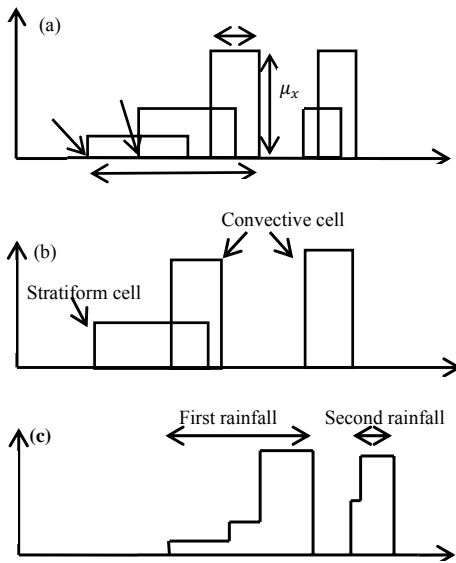 (a)
μₓ
Convective cell
(b)
Stratiform cell
(c)
First rainfall
Second rainfall